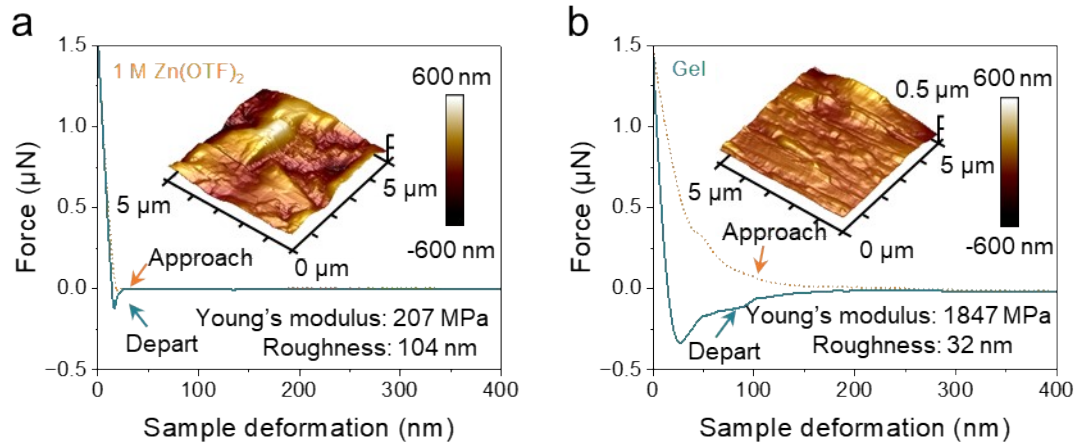 a
1.5
1.0
0.5
0.0
−0.5
Force (μN)
1 M Zn(OTF)₂
600 nm
-600 nm
5 μm
5 μm
0 μm
Approach
Depart
Young's modulus: 207 MPa
Roughness: 104 nm
0
100
200
300
400
Sample deformation (nm)
b
1.5
1.0
0.5
0.0
−0.5
Force (μN)
Gel
600 nm
0.5 μm
-600 nm
5 μm
5 μm
0 μm
Approach
Depart
Young's modulus: 1847 MPa
Roughness: 32 nm
0
100
200
300
400
Sample deformation (nm)